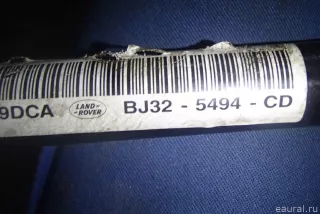 9DCA LAND ROVER BJ32 - 5494 - CD
eaural.ru